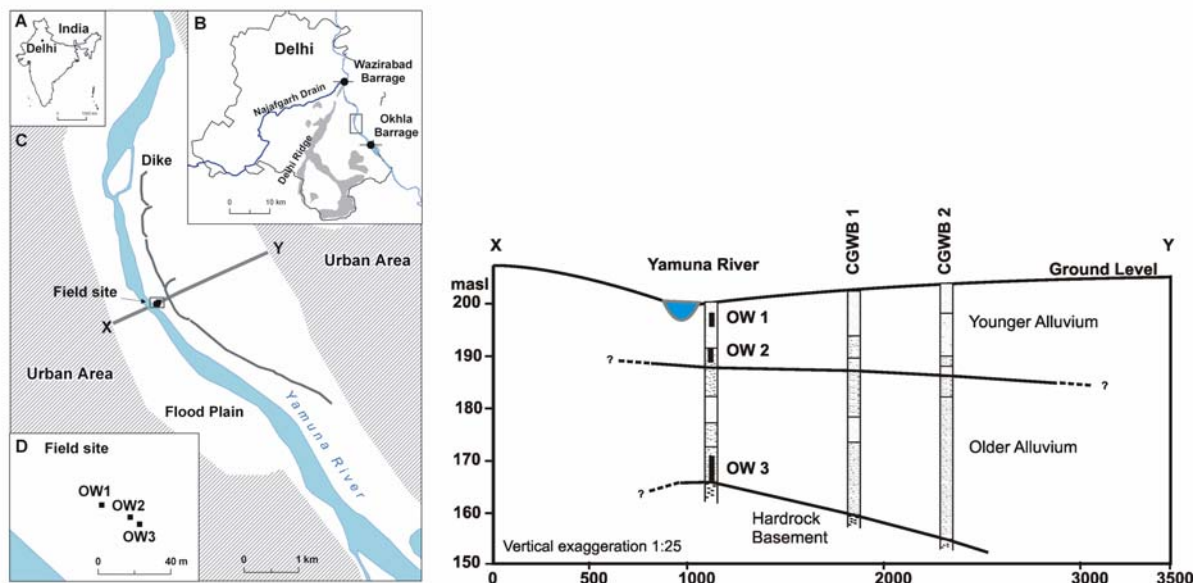 A
India
Delhi
1000 km
B
Delhi
Wazirabad
Barrage
Najafgarh Drain
Okhla
Barrage
Delhi Ridge
0 10 km
C
Dike
Y
Urban Area
Field site
X
Urban Area
Flood Plain
Yamuna River
D Field site
OW1
OW2
OW3
0 40 m
0 1 km
X
Yamuna River
CGWB 1
CGWB 2
Y
Ground Level
masl
200
190
180
170
160
150
OW 1
OW 2
OW 3
Younger Alluvium
Older Alluvium
?
?
?
Hardrock
Basement
Vertical exaggeration 1:25
0 500 1000 2000 3000 3500 m